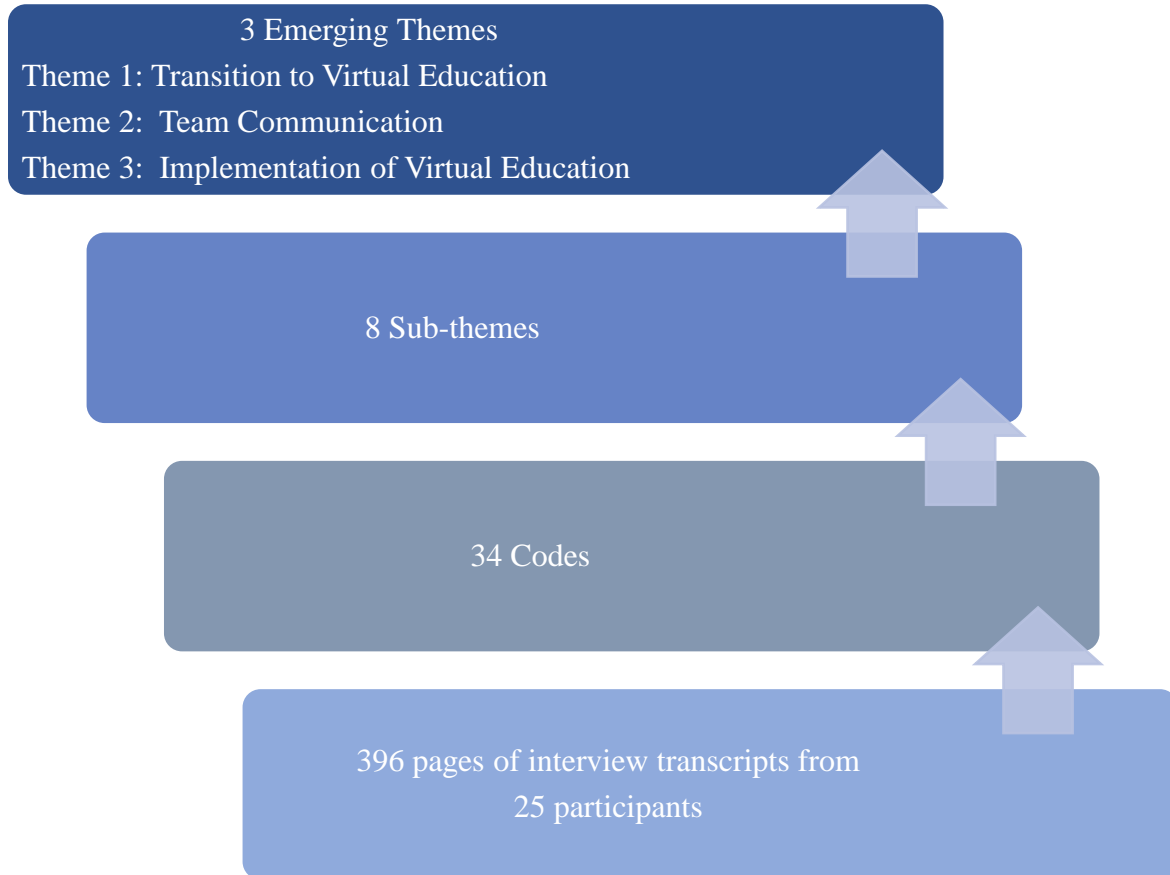 3 Emerging Themes
Theme 1: Transition to Virtual Education
Theme 2:  Team Communication
Theme 3:  Implementation of Virtual Education
8 Sub-themes
34 Codes
396 pages of interview transcripts from
25 participants